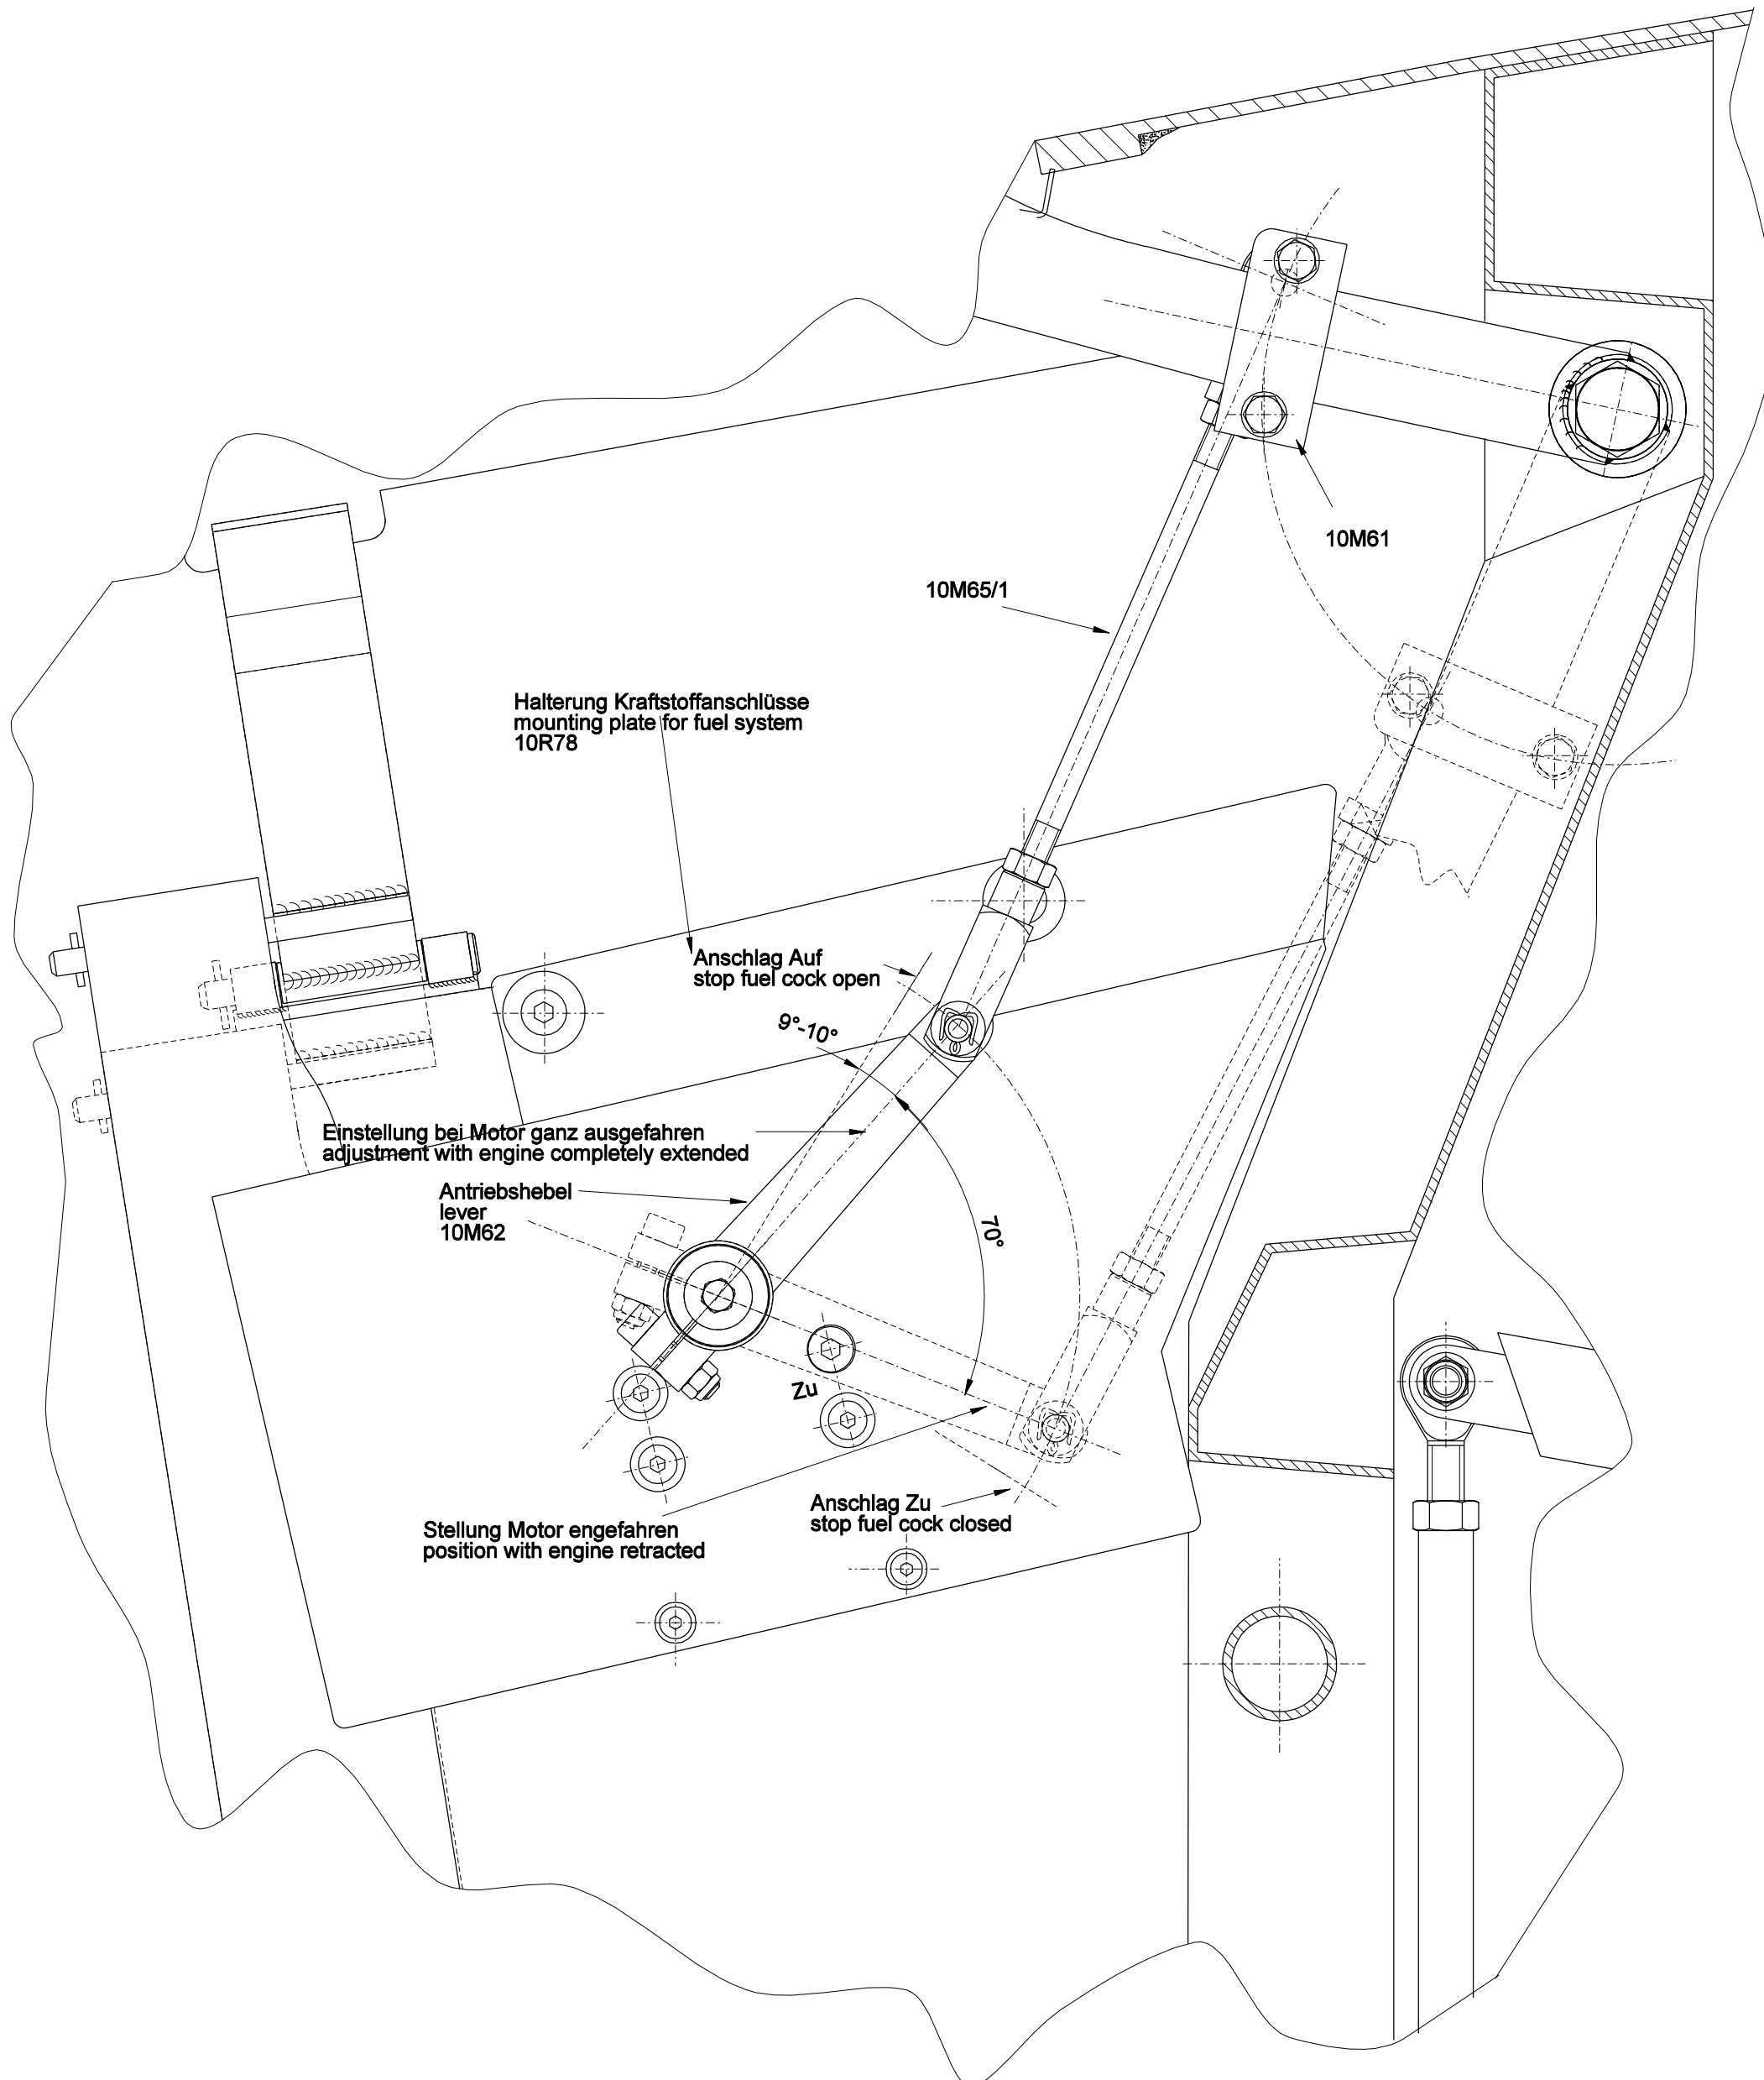 10M61
10M65/1
Halterung Kraftstoffanschlüsse
mounting plate for fuel system
10R78
Anschlag Auf
stop fuel cock open
9°-10°
Einstellung bei Motor ganz ausgefahren
adjustment with engine completely extended
Antriebshebel
lever
10M62
70°
Zu
Anschlag Zu
stop fuel cock closed
Stellung Motor engefahren
position with engine retracted